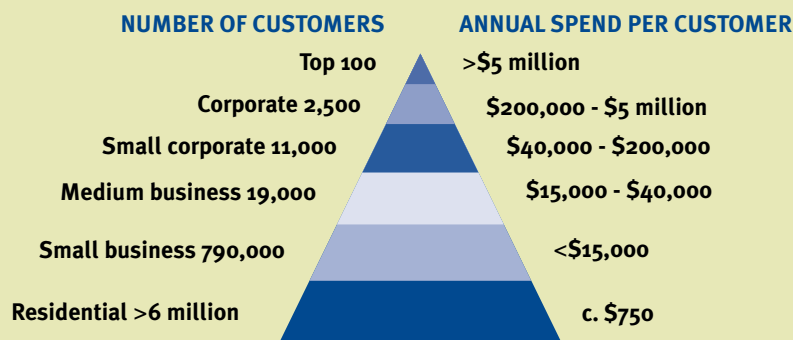 NUMBER OF CUSTOMERS ANNUAL SPEND PER CUSTOMER
Top 100 >$5 million
Corporate 2,500 $200,000 - $5 million
Small corporate 11,000 $40,000 - $200,000
Medium business 19,000 $15,000 - $40,000
Small business 790,000 <$15,000
Residential >6 million c. $750